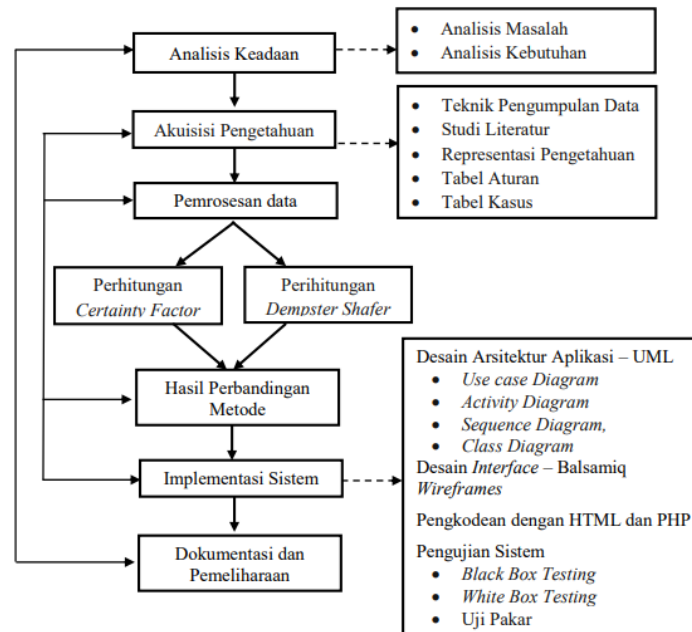 Analisis Keadaan
• Analisis Masalah
• Analisis Kebutuhan
Akuisisi Pengetahuan
• Teknik Pengumpulan Data
• Studi Literatur
• Representasi Pengetahuan
• Tabel Aturan
• Tabel Kasus
Pemrosesan data
Perhitungan
Certainty Factor
Perihitungan
Dempster Shafer
Hasil Perbandingan
Metode
Implementasi Sistem
Desain Arsitektur Aplikasi – UML
• Use case Diagram
• Activity Diagram
• Sequence Diagram,
• Class Diagram
Desain Interface – Balsamiq
Wireframes
Pengkodean dengan HTML dan PHP
Pengujian Sistem
• Black Box Testing
• White Box Testing
• Uji Pakar
Dokumentasi dan
Pemeliharaan